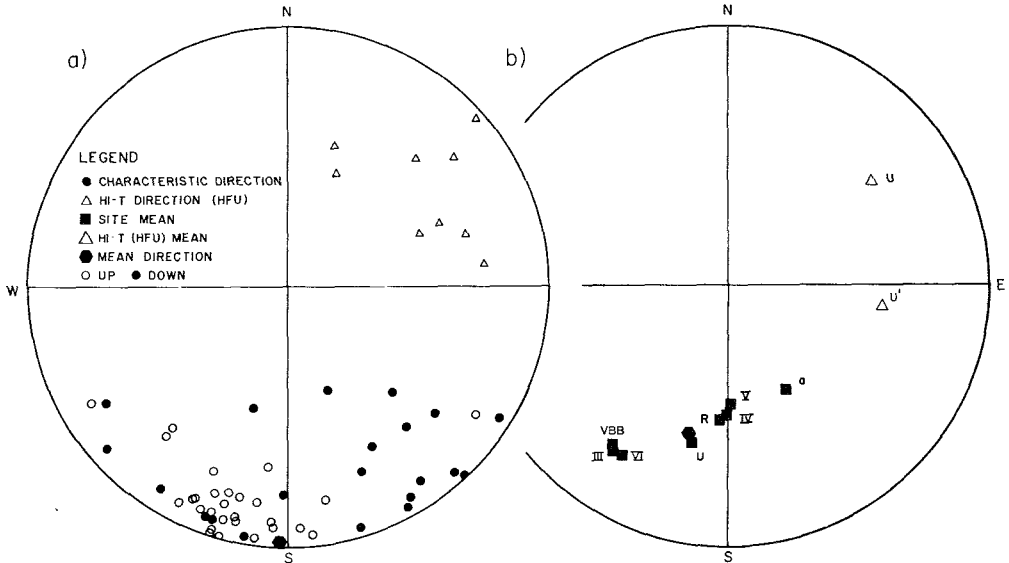 N
a)
W
S
LEGEND
CHARACTERISTIC DIRECTION
HI-T DIRECTION (HFU)
SITE MEAN
HI-T (HFU) MEAN
MEAN DIRECTION
UP DOWN
N
b)
E
S
U
U'
a
V
R IV
VBB
U
III VI